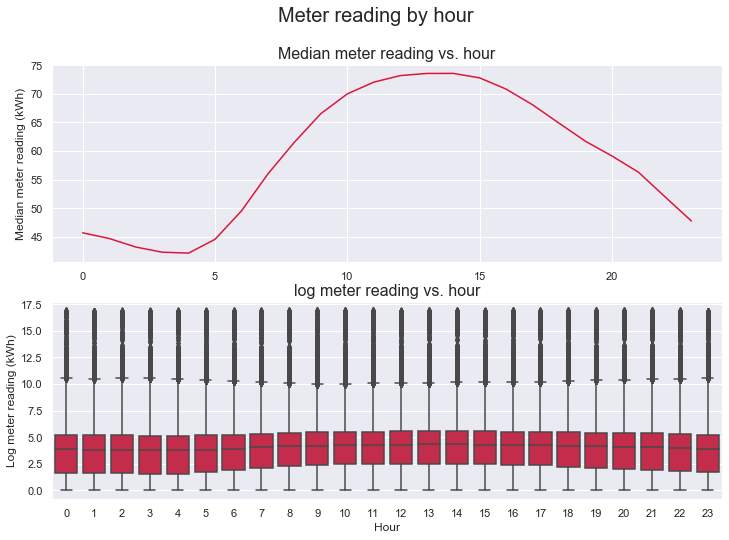 Meter reading by hour
Median meter reading vs. hour
Median meter reading (kWh)
75
70
65
60
55
50
45
0 5 10 15 20
log meter reading vs. hour
Log meter reading (kWh)
17.5
15.0
12.5
10.0
7.5
5.0
2.5
0.0
0 1 2 3 4 5 6 7 8 9 10 11 12 13 14 15 16 17 18 19 20 21 22 23
Hour